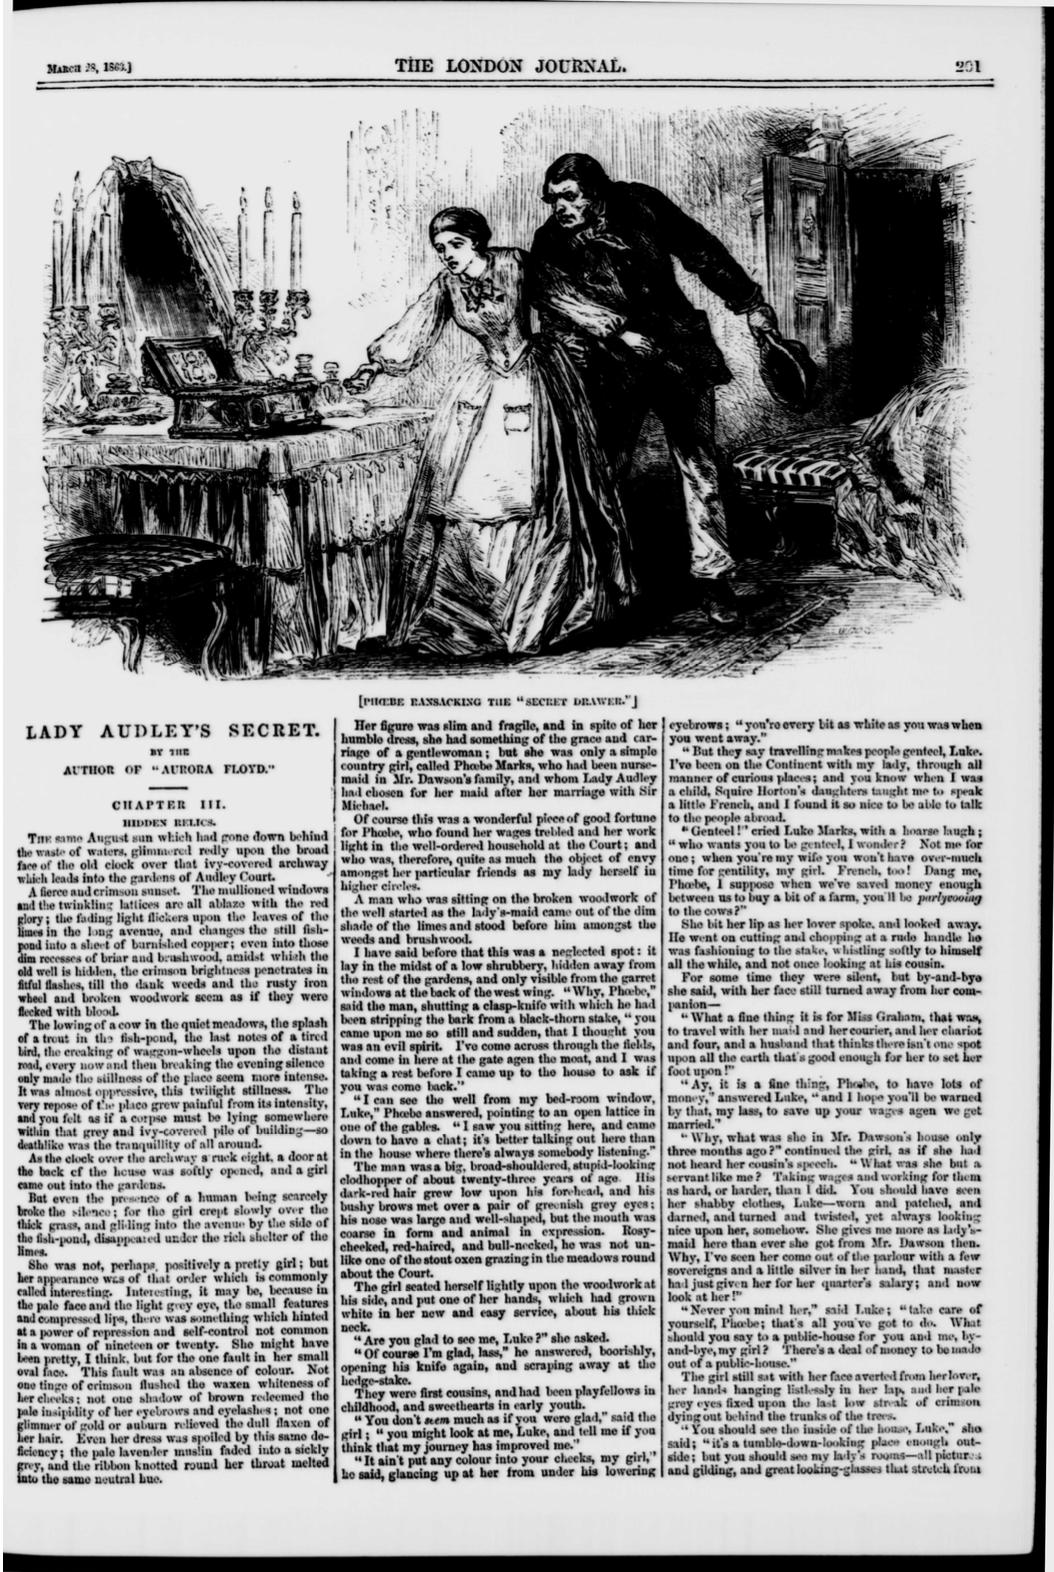 MARCH 28, 1863.]
THE LONDON JOURNAL.
201
[PHŒBE RANSACKING THE "SECRET DRAWER."]
LADY AUDLEY'S SECRET.
BY THE
AUTHOR OF "AURORA FLOYD."
CHAPTER III.
HIDDEN RELICS.
THE same August sun which had gone down behind
the waste of waters, glimmered redly upon the broad
face of the old clock over that ivy-covered archway
which leads into the gardens of Audley Court.
A fierce and crimson sunset. The mullioned windows
and the twinkling lattices are all ablaze with the red
glory; the fading light flickers upon the leaves of the
limes in the long avenue, and changes the still fish-
pond into a sheet of burnished copper; even into those
dim recesses of briar and brushwood, amidst which the
old well is hidden, the crimson brightness penetrates in
fitful flashes, till the dank weeds and the rusty iron
wheel and broken woodwork seem as if they were
flecked with blood.
The lowing of a cow in the quiet meadows, the splash
of a trout in the fish-pond, the last notes of a tired
bird, the creaking of waggon-wheels upon the distant
road, every now and then breaking the evening silence
only made the stillness of the place seem more intense.
It was almost oppressive, this twilight stillness. The
very repose of the place grew painful from its intensity,
and you felt as if a corpse must be lying somewhere
within that grey and ivy-covered pile of building—so
deathlike was the tranquillity of all around.
As the clock over the archway struck eight, a door at
the back of the house was softly opened, and a girl
came out into the gardens.
But even the presence of a human being scarcely
broke the silence; for the girl crept slowly over the
thick grass, and gliding into the avenue by the side of
the fish-pond, disappeared under the rich shelter of the
limes.
She was not, perhaps, positively a pretty girl; but
her appearance was of that order which is commonly
called interesting. Interesting, it may be, because in
the pale face and the light grey eye, the small features
and compressed lips, there was something which hinted
at a power of repression and self-control not common
in a woman of nineteen or twenty. She might have
been pretty, I think, but for the one fault in her small
oval face. This fault was an absence of colour. Not
one tinge of crimson flushed the waxen whiteness of
her cheeks; not one shadow of brown redeemed the
pale insipidity of her eyebrows and eyelashes; not one
glimmer of gold or auburn relieved the dull flaxen of
her hair. Even her dress was spoiled by this same de-
ficiency; the pale lavender muslin faded into a sickly
grey, and the ribbon knotted round her throat melted
into the same neutral hue.
Her figure was slim and fragile, and in spite of her
humble dress, she had something of the grace and car-
riage of a gentlewoman; but she was only a simple
country girl, called Phœbe Marks, who had been nurse-
maid in Mr. Dawson's family, and whom Lady Audley
had chosen for her maid after her marriage with Sir
Michael.
Of course this was a wonderful piece of good fortune
for Phœbe, who found her wages trebled and her work
light in the well-ordered household at the Court; and
who was, therefore, quite as much the object of envy
amongst her particular friends as my lady herself in
higher circles.
A man who was sitting on the broken woodwork of
the well started as the lady's-maid came out of the dim
shade of the limes and stood before him amongst the
weeds and brushwood.
I have said before that this was a neglected spot: it
lay in the midst of a low shrubbery, hidden away from
the rest of the gardens, and only visible from the garret
windows at the back of the west wing. "Why, Phœbe,"
said the man, shutting a clasp-knife with which he had
been stripping the bark from a black-thorn stake, "you
came upon me so still and sudden, that I thought you
was an evil spirit. I've come across through the fields,
and come in here at the gate agen the moat, and I was
taking a rest before I came up to the house to ask if
you was come back."
"I can see the well from my bed-room window,
Luke," Phœbe answered, pointing to an open lattice in
one of the gables. "I saw you sitting here, and came
down to have a chat; it's better talking out here than
in the house where there's always somebody listening."
The man was a big, broad-shouldered, stupid-looking
clodhopper of about twenty-three years of age. His
dark-red hair grew low upon his forehead, and his
bushy brows met over a pair of greenish grey eyes;
his nose was large and well-shaped, but the mouth was
coarse in form and animal in expression. Rosy-
cheeked, red-haired, and bull-necked, he was not un-
like one of the stout oxen grazing in the meadows round
about the Court.
The girl seated herself lightly upon the woodwork at
his side, and put one of her hands, which had grown
white in her new and easy service, about his thick
neck.
"Are you glad to see me, Luke?" she asked.
"Of course I'm glad, lass," he answered, boorishly,
opening his knife again, and scraping away at the
hedge-stake.
They were first cousins, and had been playfellows in
childhood, and sweethearts in early youth.
"You don't seem much as if you were glad," said the
girl; "you might look at me, Luke, and tell me if you
think that my journey has improved me."
"It ain't put any colour into your cheeks, my girl,"
he said, glancing up at her from under his lowering
eyebrows; "you're every bit as white as you was when
you went away."
"But they say travelling makes people genteel, Luke.
I've been on the Continent with my lady, through all
manner of curious places; and you know when I was
a child, Squire Horton's daughters taught me to speak
a little French, and I found it so nice to be able to talk
to the people abroad.
"Genteel!" cried Luke Marks, with a hoarse laugh;
"who wants you to be genteel, I wonder? Not me for
one; when you're my wife you won't have over-much
time for gentility, my girl. French, too! Dang me,
Phœbe, I suppose when we've saved money enough
between us to buy a bit of a farm, you'll be parlyvooing
to the cows?"
She bit her lip as her lover spoke, and looked away.
He went on cutting and chopping at a rude handle he
was fashioning to the stake, whistling softly to himself
all the while, and not once looking at his cousin.
For some time they were silent, but by-and-bye
she said, with her face still turned away from her com-
panion—
"What a fine thing it is for Miss Graham, that was,
to travel with her maid and her courier, and her chariot
and four, and a husband that thinks there isn't one spot
upon all the earth that's good enough for her to set her
foot upon!"
"Ay, it is a fine thing, Phœbe, to have lots of
money," answered Luke, "and I hope you'll be warned
by that, my lass, to save up your wages agen we get
married."
"Why, what was she in Mr. Dawson's house only
three months ago?" continued the girl, as if she had
not heard her cousin's speech. "What was she but a
servant like me? Taking wages and working for them
as hard, or harder, than I did. You should have seen
her shabby clothes, Luke—worn and patched, and
darned, and turned and twisted, yet always looking
nice upon her, somehow. She gives me more as lady's-
maid here than ever she got from Mr. Dawson then.
Why, I've seen her come out of the parlour with a few
sovereigns and a little silver in her hand, that master
had just given her for her quarter's salary; and now
look at her!"
"Never you mind her," said Luke; "take care of
yourself, Phœbe; that's all you've got to do. What
should you say to a public-house for you and me, by-
and-bye, my girl? There's a deal of money to be made
out of a public-house."
The girl still sat with her face averted from her lover,
her hands hanging listlessly in her lap, and her pale
grey eyes fixed upon the last low streak of crimson
dying out behind the trunks of the trees.
"You should see the inside of the house, Luke," she
said; "it's a tumble-down-looking place enough out-
side; but you should see my lady's rooms—all pictures
and gilding, and great looking-glasses that stretch from